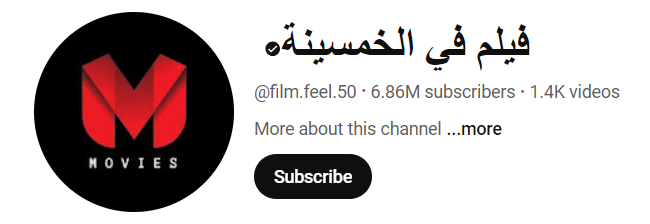 MOVIES
فيلم في الخمسينة
@film.feel.50 · 6.86M subscribers · 1.4K videos
More about this channel ...more
Subscribe